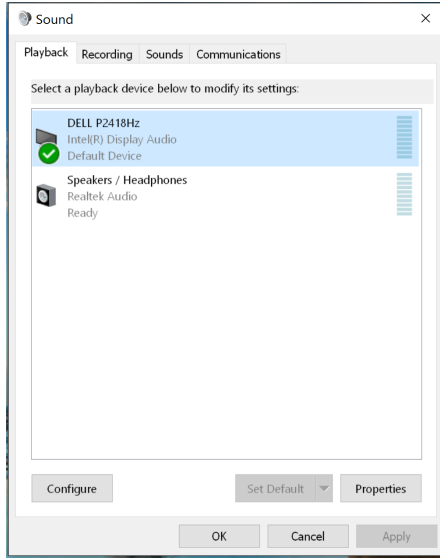 Sound
Playback Recording Sounds Communications
Select a playback device below to modify its settings:
DELL P2418Hz
Intel(R) Display Audio
Default Device
Speakers / Headphones
Realtek Audio
Ready
Configure Set Default Properties
OK Cancel Apply